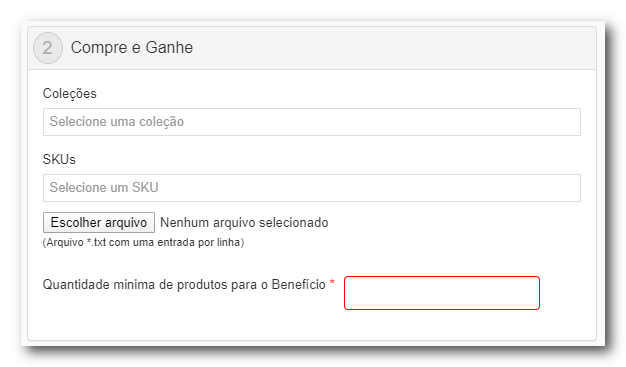 2 Compre e Ganhe
Coleções
Selecione uma coleção
SKUs
Selecione um SKU
Escolher arquivo Nenhum arquivo selecionado
(Arquivo *.txt com uma entrada por linha)
Quantidade minima de produtos para o Benefício *